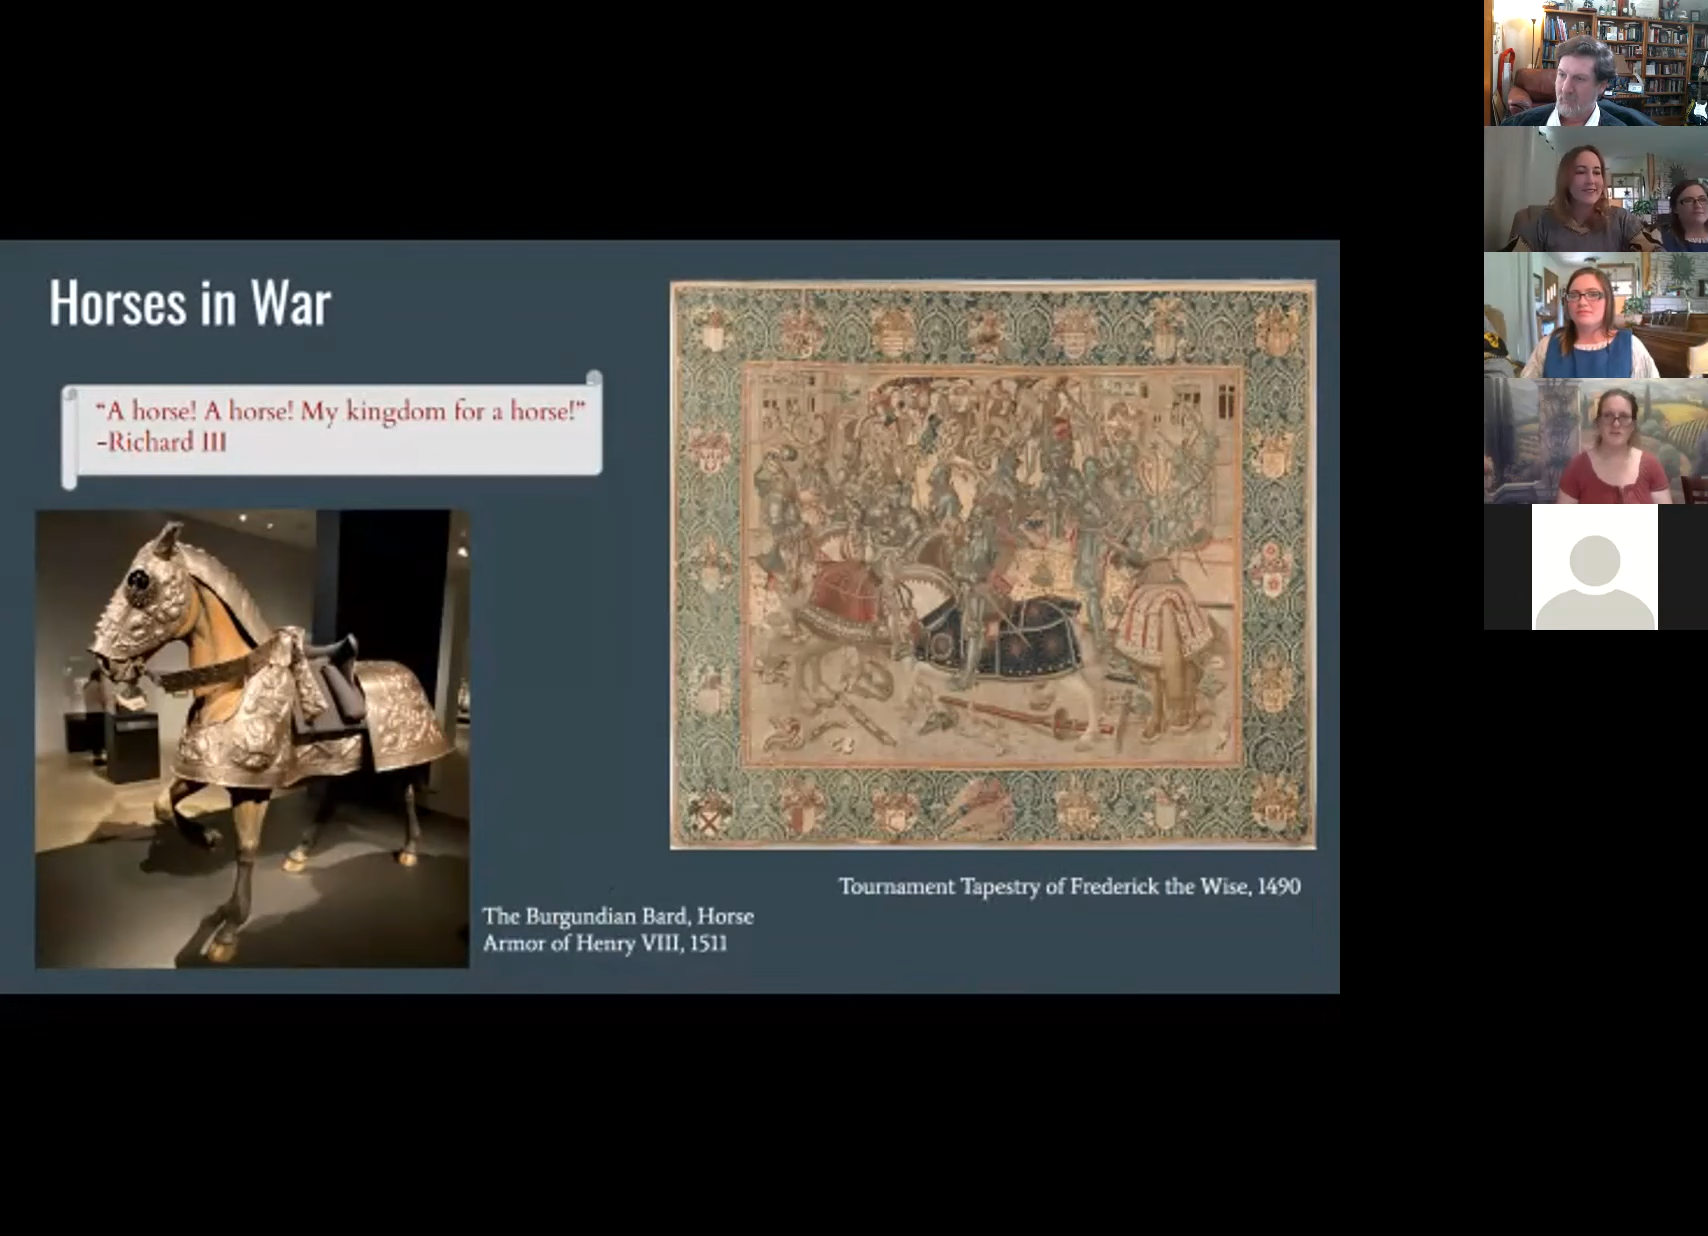 Horses in War
“A horse! A horse! My kingdom for a horse!”
–Richard III
Tournament Tapestry of Frederick the Wise, 1490
The Burgundian Bard, Horse
Armor of Henry VIII, 1511